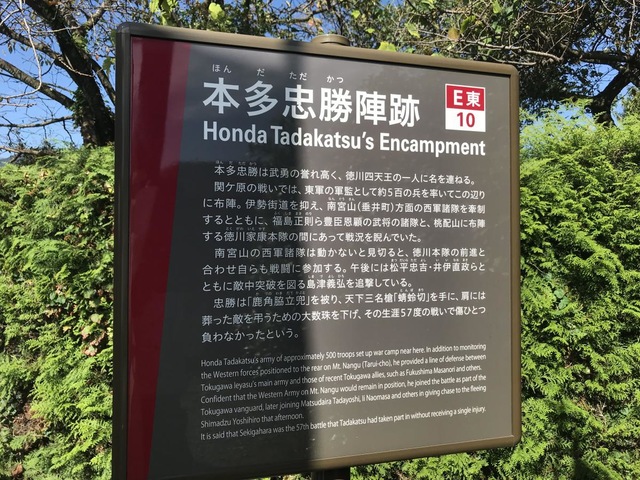 ほん だ ただ かつ
本多忠勝陣跡
E東
10
Honda Tadakatsu's Encampment
本多忠勝は武勇の誉れ高く、徳川四天王の一人に名を連ねる。
関ケ原の戦いでは、東軍の軍監として約5百の兵を率いてこの辺り
に布陣。伊勢街道を抑え、南宮山(垂井町)方面の西軍諸隊を牽制
するとともに、福島正則ら豊臣恩顧の武将の諸隊と、桃配山に布陣
する徳川家康本隊の間にあって戦況を睨んでいた。
南宮山の西軍諸隊は動かないと見切ると、徳川本隊の前進と
合わせ自らも戦闘に参加する。午後には松平忠吉・井伊直政らと
ともに敵中突破を図る島津義弘を追撃している。
忠勝は「鹿角脇立兜」を被り、天下三名槍「蜻蛉切」を手に、肩には
葬った敵を弔うための大数珠を下げ、その生涯57度の戦いで傷ひとつ
負わなかったという。
Honda Tadakatsu's army of approximately 500 troops set up war camp near here. In addition to monitoring
the Western forces positioned to the rear on Mt. Nangu (Tarui-cho), he provided a line of defense between
Tokugawa Ieyasu's main army and those of recent Tokugawa allies, such as Fukushima Masanori and others.
Confident that the Western Army on Mt. Nangu would remain in position, he joined the battle as part of the
Tokugawa vanguard, later joining Matsudaira Tadayoshi, Ii Naomasa and others in giving chase to the fleeing
Shimadzu Yoshihiro that afternoon.
It is said that Sekigahara was the 57th battle that Tadakatsu had taken part in without receiving a single injury.